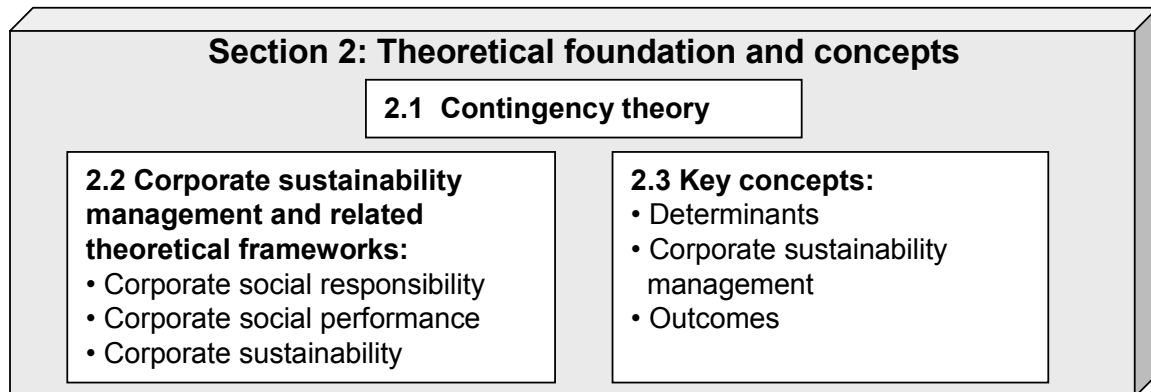 Section 2: Theoretical foundation and concepts
2.1 Contingency theory
2.2 Corporate sustainability
management and related
theoretical frameworks:
• Corporate social responsibility
• Corporate social performance
• Corporate sustainability
2.3 Key concepts:
• Determinants
• Corporate sustainability
management
• Outcomes